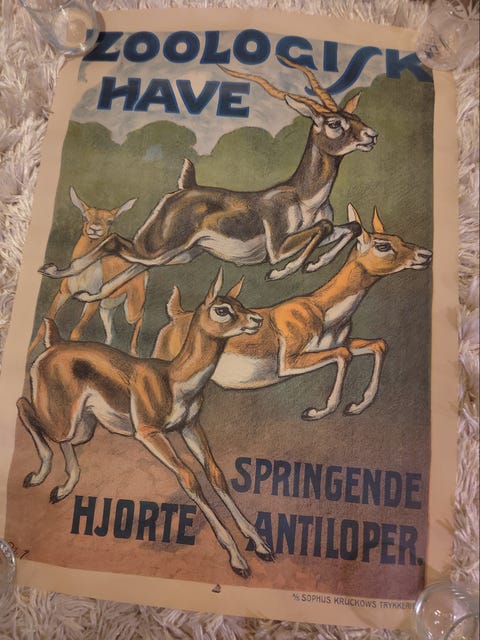 ZOOLOGISK
HAVE
SPRINGENDE
HJORTE ANTILOPER.
A/S SOPHUS KRUCKOWS TRYKKERI